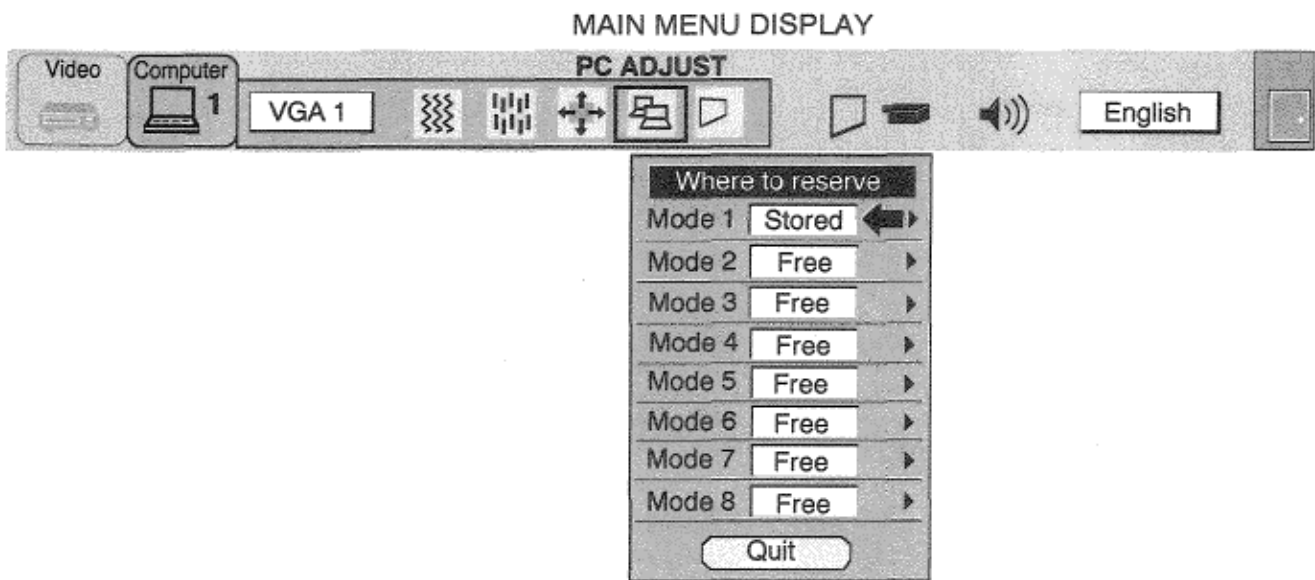 MAIN MENU DISPLAY
Video
Computer
1
PC ADJUST
VGA 1
English
Where to reserve
Mode 1 Stored
Mode 2 Free
Mode 3 Free
Mode 4 Free
Mode 5 Free
Mode 6 Free
Mode 7 Free
Mode 8 Free
Quit